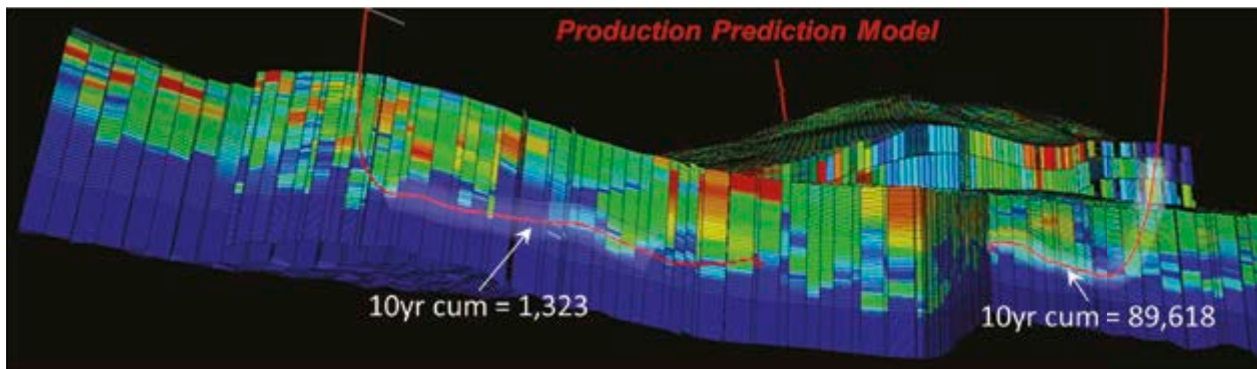 Production Prediction Model
10yr cum = 1,323
10yr cum = 89,618